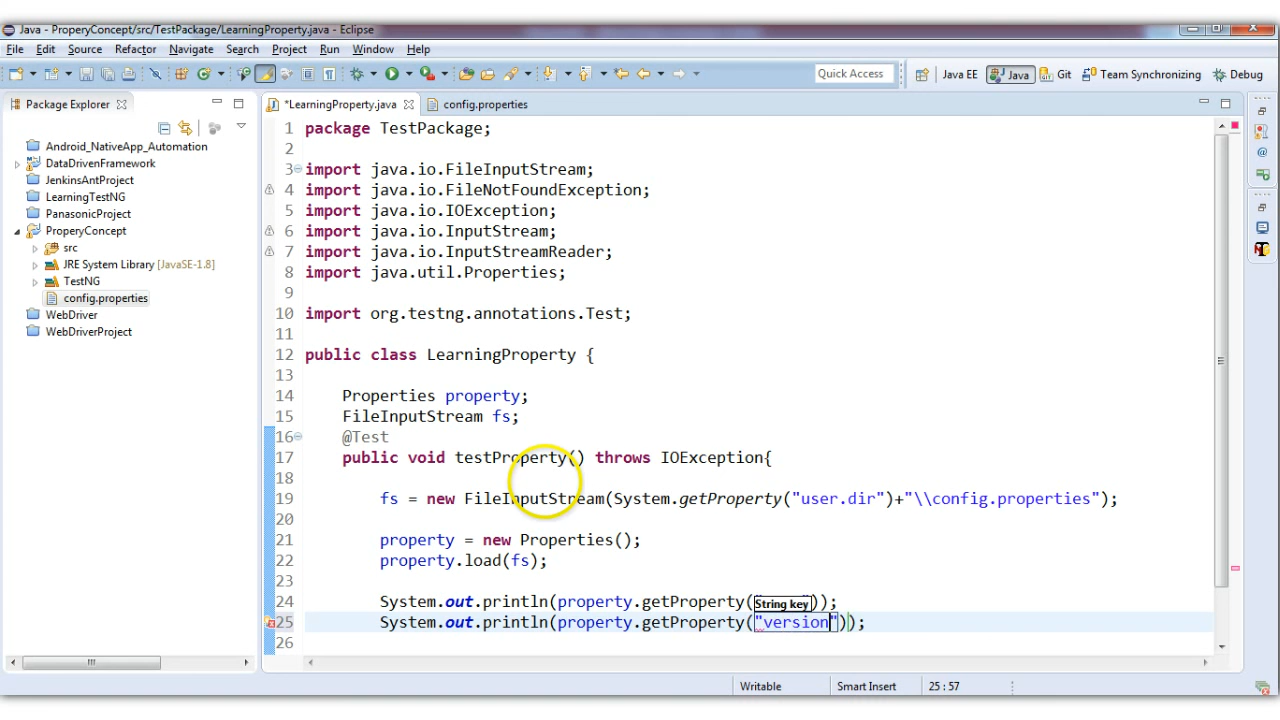 Java - ProperyConcept/src/TestPackage/LearningProperty.java - Eclipse
File Edit Source Refactor Navigate Search Project Run Window Help
Quick Access Java EE Java Git Team Synchronizing Debug
Package Explorer
Android_NativeApp_Automation
DataDrivenFramework
JenkinsAntProject
LearningTestNG
PanasonicProject
ProperyConcept
src
JRE System Library [JavaSE-1.8]
TestNG
config.properties
WebDriver
WebDriverProject
*LearningProperty.java config.properties
1 package TestPackage;
2
3 import java.io.FileInputStream;
4 import java.io.FileNotFoundException;
5 import java.io.IOException;
6 import java.io.InputStream;
7 import java.io.InputStreamReader;
8 import java.util.Properties;
9
10 import org.testng.annotations.Test;
11
12 public class LearningProperty {
13
14 Properties property;
15 FileInputStream fs;
16 @Test
17 public void testProperty() throws IOException{
18
19 fs = new FileInputStream(System.getProperty("user.dir")+"\\config.properties");
20
21 property = new Properties();
22 property.load(fs);
23
24 System.out.println(property.getProperty( String key ));
25 System.out.println(property.getProperty("version"));
26
Writable Smart Insert 25 : 57